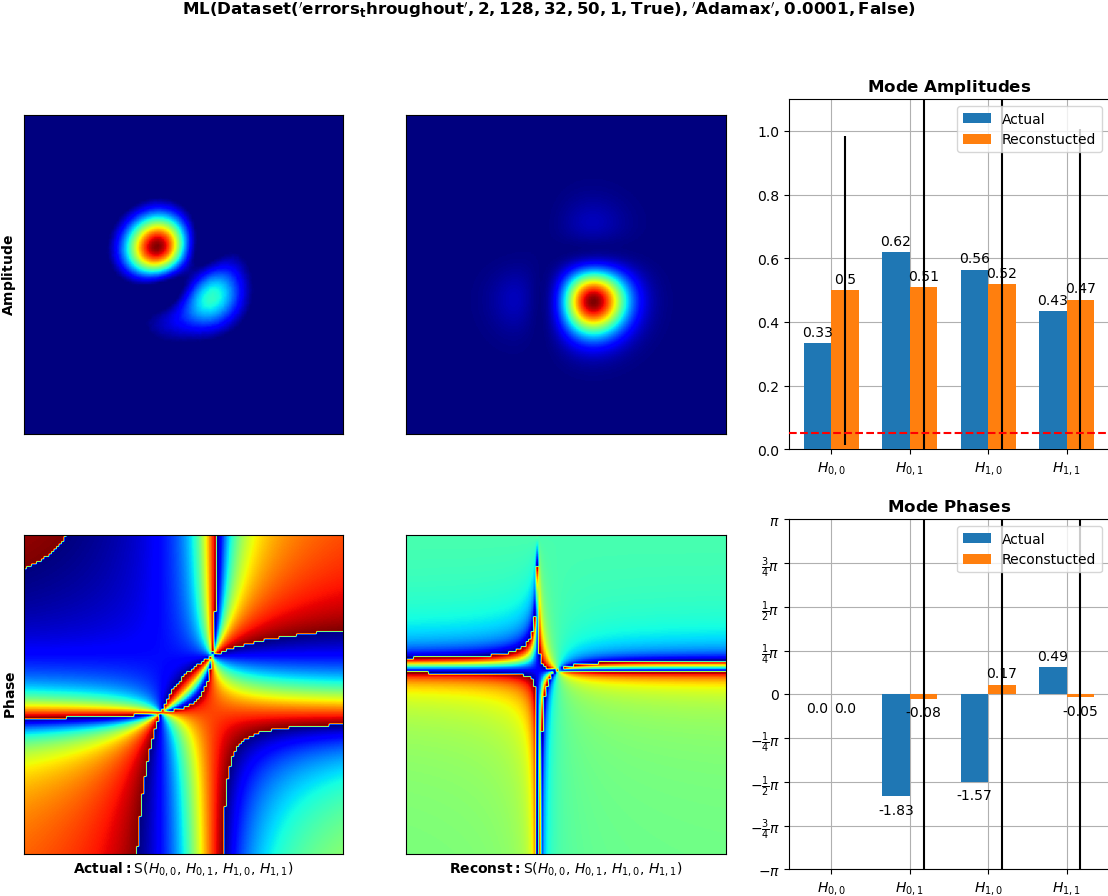 ML(Dataset('errors_throughout', 2, 128, 32, 50, 1, True), 'Adamax', 0.0001, False)
Mode Amplitudes
Amplitude
Actual
Reconstucted
1.0
0.8
0.6
0.4
0.2
0.0
0.33
0.5
0.62
0.51
0.56
0.52
0.43
0.47
H0,0
H0,1
H1,0
H1,1
Mode Phases
Phase
Actual
Reconstucted
π
3/4π
1/2π
1/4π
0
−1/4π
−1/2π
−3/4π
−π
0.0
0.0
-1.83
-0.08
-1.57
0.17
0.49
-0.05
H0,0
H0,1
H1,0
H1,1
Actual: S(H0,0, H0,1, H1,0, H1,1)
Reconst: S(H0,0, H0,1, H1,0, H1,1)